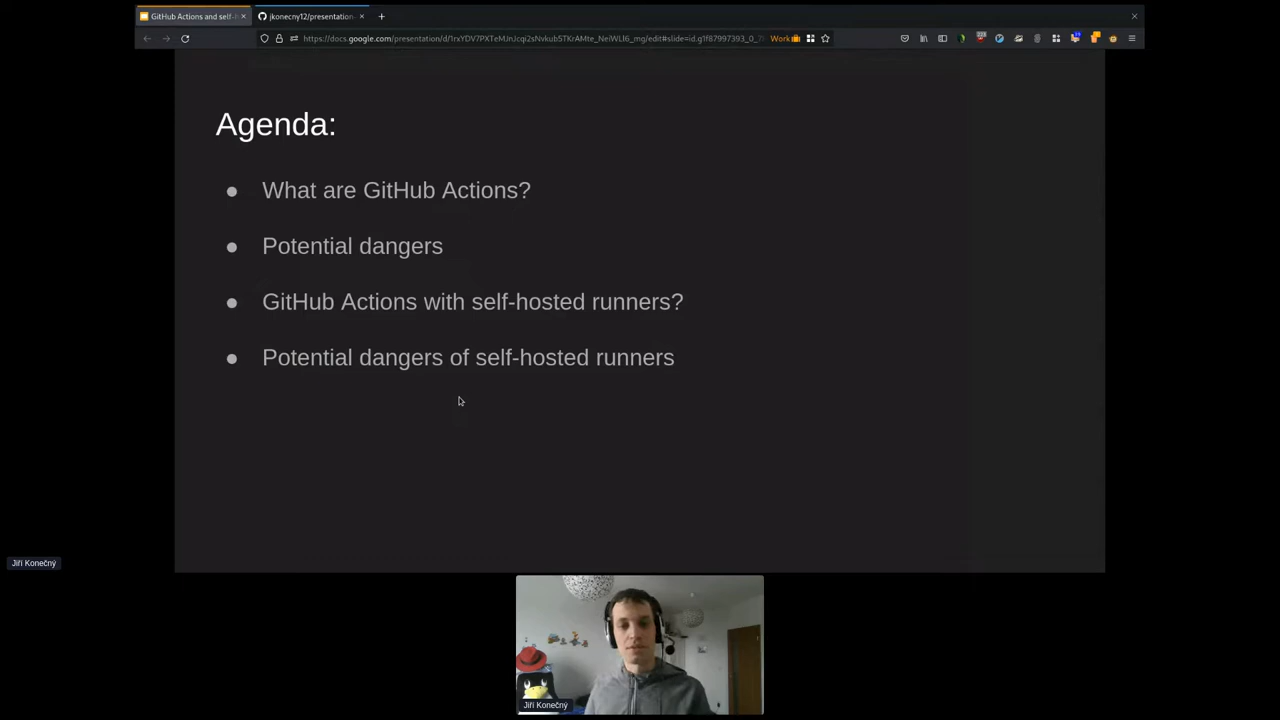 GitHub Actions and self-
jkonecny12/presentation
Work
Agenda:
● What are GitHub Actions?
● Potential dangers
● GitHub Actions with self-hosted runners?
● Potential dangers of self-hosted runners
Jiří Konečný
Jiří Konečný